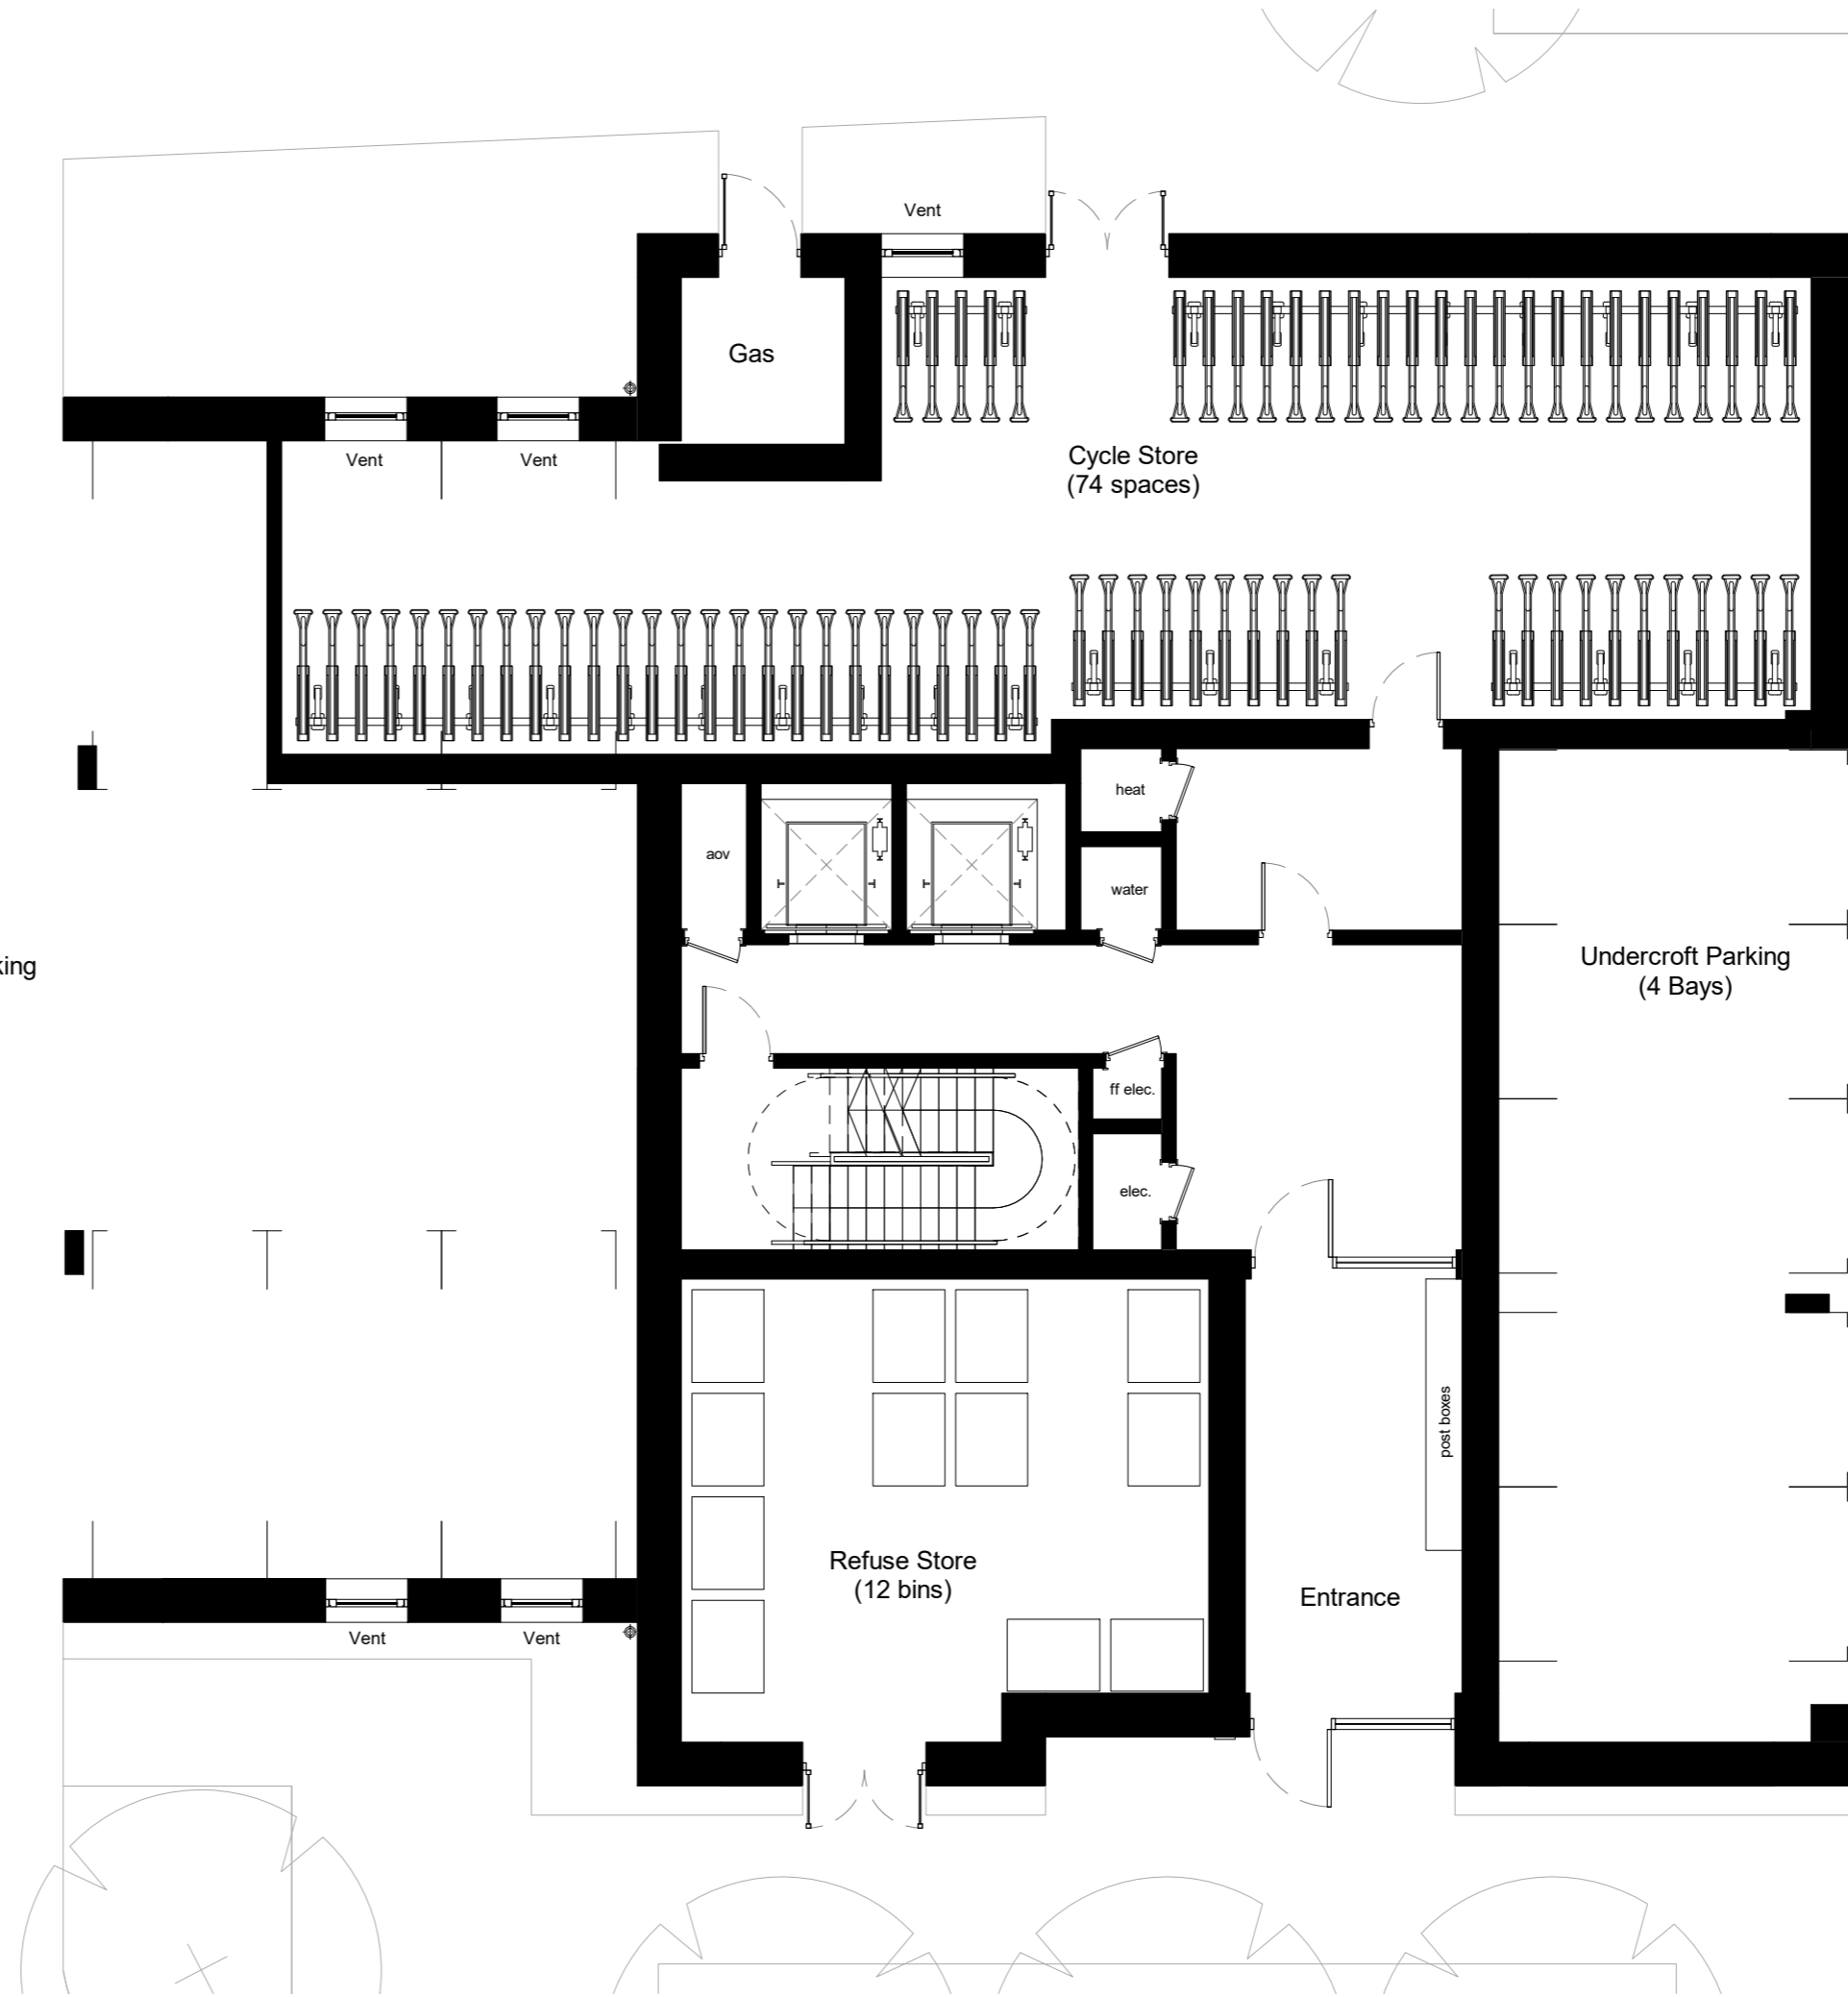 Vent
Gas
Vent
Vent
Cycle Store
(74 spaces)
heat
aov
water
king
Undercroft Parking
(4 Bays)
ff elec.
elec.
post boxes
Refuse Store
(12 bins)
Entrance
Vent
Vent